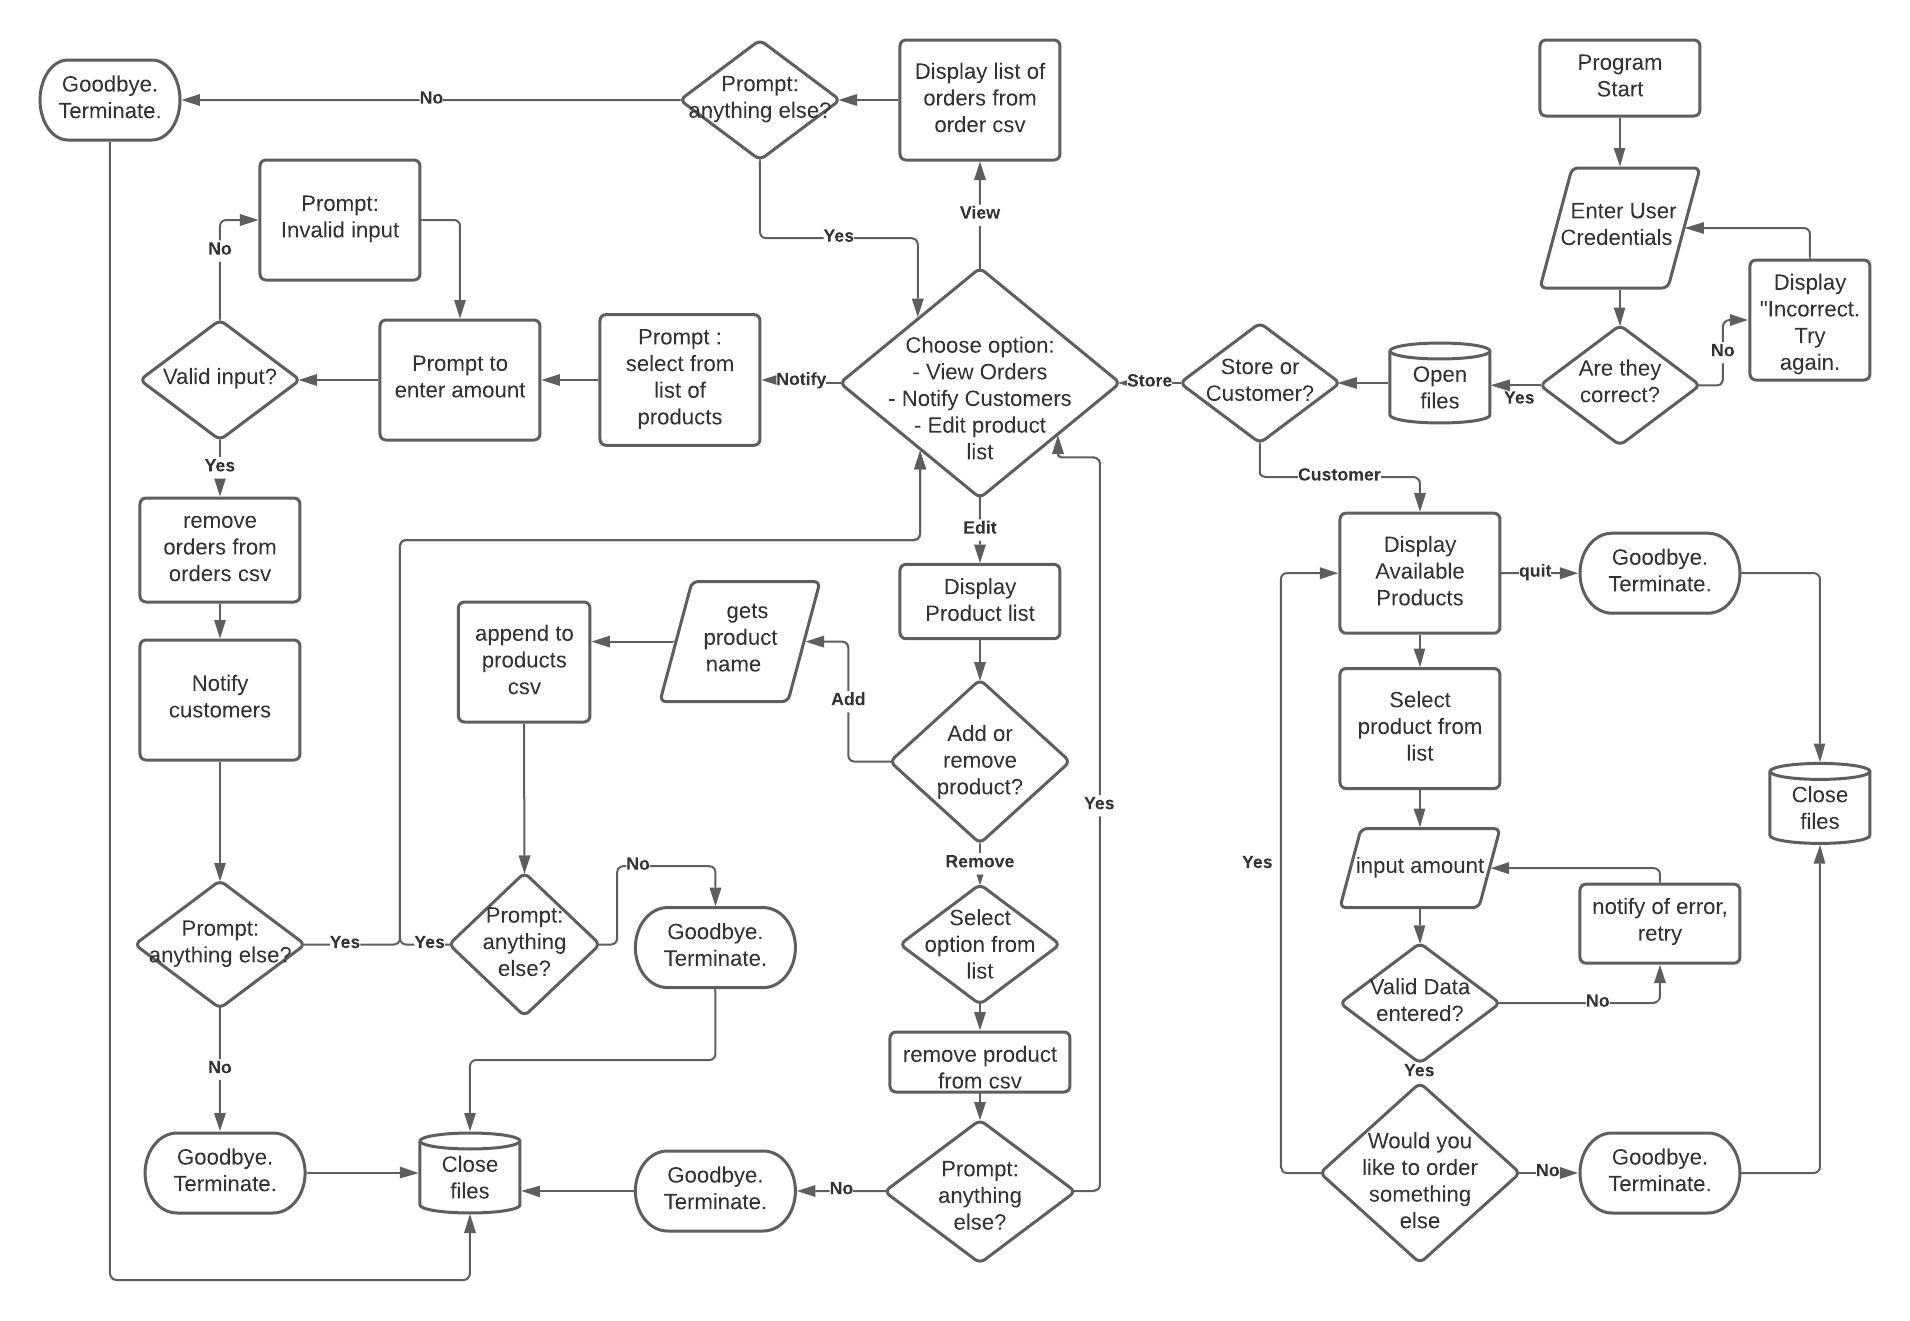 Goodbye.
Terminate.
No
Prompt:
anything else?
Display list of
orders from
order csv
Program
Start
Prompt:
Invalid input
No
View
Yes
Enter User
Credentials
Display
"Incorrect.
Try
again.
No
Valid input?
Prompt to
enter amount
Prompt :
select from
list of
products
Notify
Choose option:
- View Orders
- Notify Customers
- Edit product
list
Store
Store or
Customer?
Open
files
Yes
Are they
correct?
Yes
Customer
remove
orders from
orders csv
Edit
Display
Product list
Display
Available
Products
quit
Goodbye.
Terminate.
Notify
customers
append to
products
csv
gets
product
name
Add
Add or
remove
product?
Select
product from
list
Yes
Close
files
Remove
Yes
input amount
notify of error,
retry
Prompt:
anything else?
Yes
Yes
Prompt:
anything
else?
No
Goodbye.
Terminate.
Select
option from
list
Valid Data
entered?
No
No
remove product
from csv
Yes
Goodbye.
Terminate.
Close
files
Goodbye.
Terminate.
No
Prompt:
anything
else?
Would you
like to order
something
else
No
Goodbye.
Terminate.